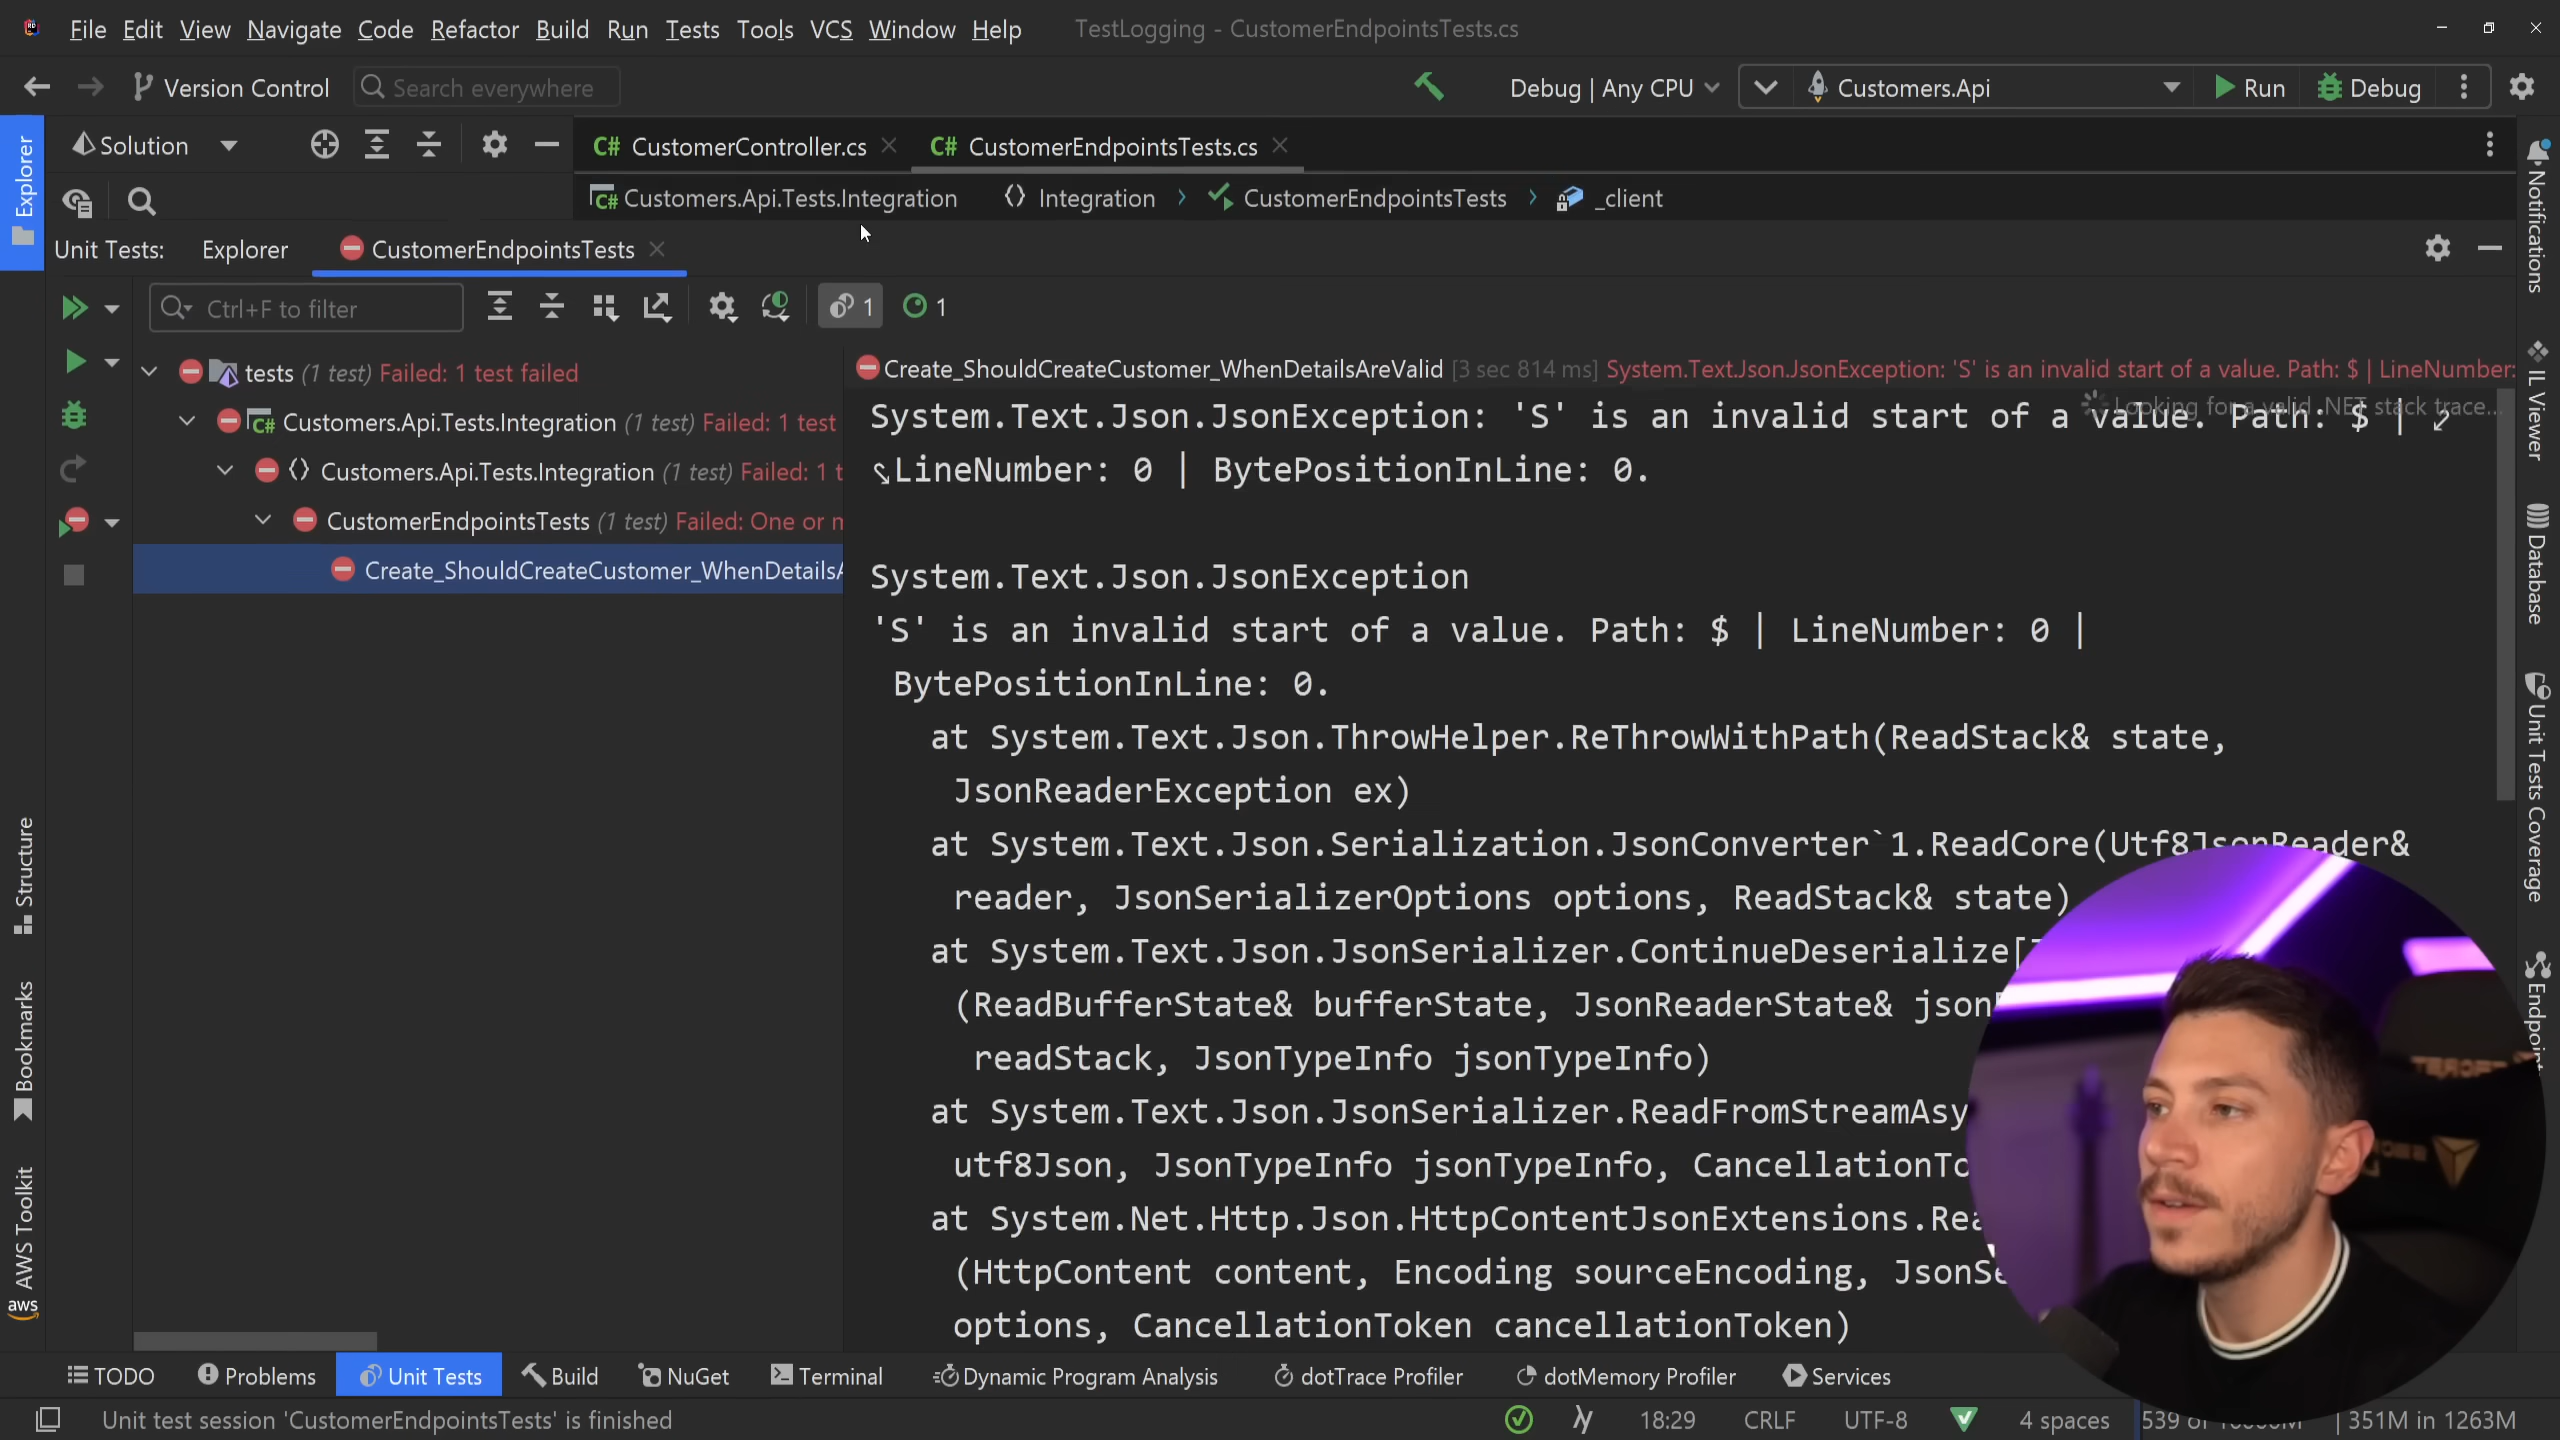 File Edit View Navigate Code Refactor Build Run Tests Tools VCS Window Help TestLogging - CustomerEndpointsTests.cs
Version Control Search everywhere Debug | Any CPU Customers.Api Run Debug
Solution C# CustomerController.cs C# CustomerEndpointsTests.cs
C# Customers.Api.Tests.Integration Integration CustomerEndpointsTests _client
Unit Tests: Explorer CustomerEndpointsTests
Ctrl+F to filter 1 1
tests (1 test) Failed: 1 test failed
Customers.Api.Tests.Integration (1 test) Failed: 1 test
Customers.Api.Tests.Integration (1 test) Failed: 1 t
CustomerEndpointsTests (1 test) Failed: One or
Create_ShouldCreateCustomer_WhenDetailsA
Create_ShouldCreateCustomer_WhenDetailsAreValid [3 sec 814 ms] System.Text.Json.JsonException: 'S' is an invalid start of a value. Path: $ | LineNumber:
Looking for a valid .NET stack trace...
System.Text.Json.JsonException: 'S' is an invalid start of a value. Path: $ |
LineNumber: 0 | BytePositionInLine: 0.
System.Text.Json.JsonException
'S' is an invalid start of a value. Path: $ | LineNumber: 0 |
BytePositionInLine: 0.
at System.Text.Json.ThrowHelper.ReThrowWithPath(ReadStack& state,
JsonReaderException ex)
at System.Text.Json.Serialization.JsonConverter`1.ReadCore(Utf8JsonReader&
reader, JsonSerializerOptions options, ReadStack& state)
at System.Text.Json.JsonSerializer.ContinueDeserialize[
(ReadBufferState& bufferState, JsonReaderState& json
readStack, JsonTypeInfo jsonTypeInfo)
at System.Text.Json.JsonSerializer.ReadFromStreamAsy
utf8Json, JsonTypeInfo jsonTypeInfo, CancellationTo
at System.Net.Http.Json.HttpContentJsonExtensions.Rea
(HttpContent content, Encoding sourceEncoding, JsonSe
options, CancellationToken cancellationToken)
Explorer
Structure
Bookmarks
AWS Toolkit
aws
Notifications
IL Viewer
Database
Unit Tests Coverage
Endpoint
TODO Problems Unit Tests Build NuGet Terminal Dynamic Program Analysis dotTrace Profiler dotMemory Profiler Services
Unit test session 'CustomerEndpointsTests' is finished 18:29 CRLF UTF-8 4 spaces 351M in 1263M